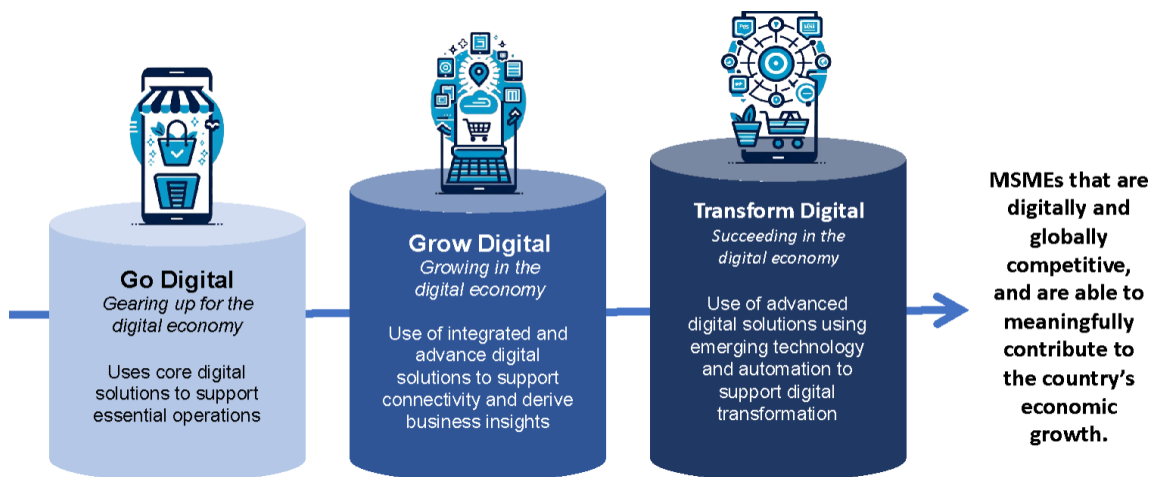 Go Digital
Gearing up for the
digital economy
Uses core digital
solutions to support
essential operations
Grow Digital
Growing in the
digital economy
Use of integrated and
advance digital
solutions to support
connectivity and derive
business insights
Transform Digital
Succeeding in the
digital economy
Use of advanced
digital solutions using
emerging technology
and automation to
support digital
transformation
MSMEs that are
digitally and
globally
competitive,
and are able to
meaningfully
contribute to
the country’s
economic
growth.